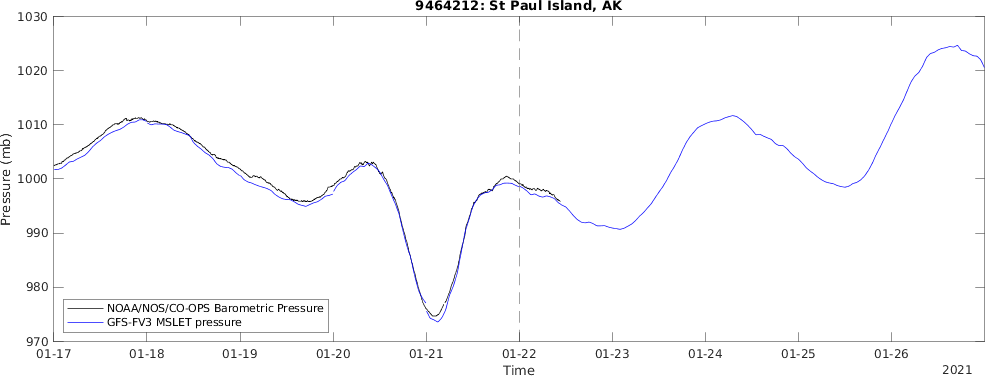 9464212: St Paul Island, AK
1030
1020
1010
1000
990
980
970
Pressure (mb)
NOAA/NOS/CO-OPS Barometric Pressure
GFS-FV3 MSLET pressure
01-17 01-18 01-19 01-20 01-21 01-22 01-23 01-24 01-25 01-26
Time
2021